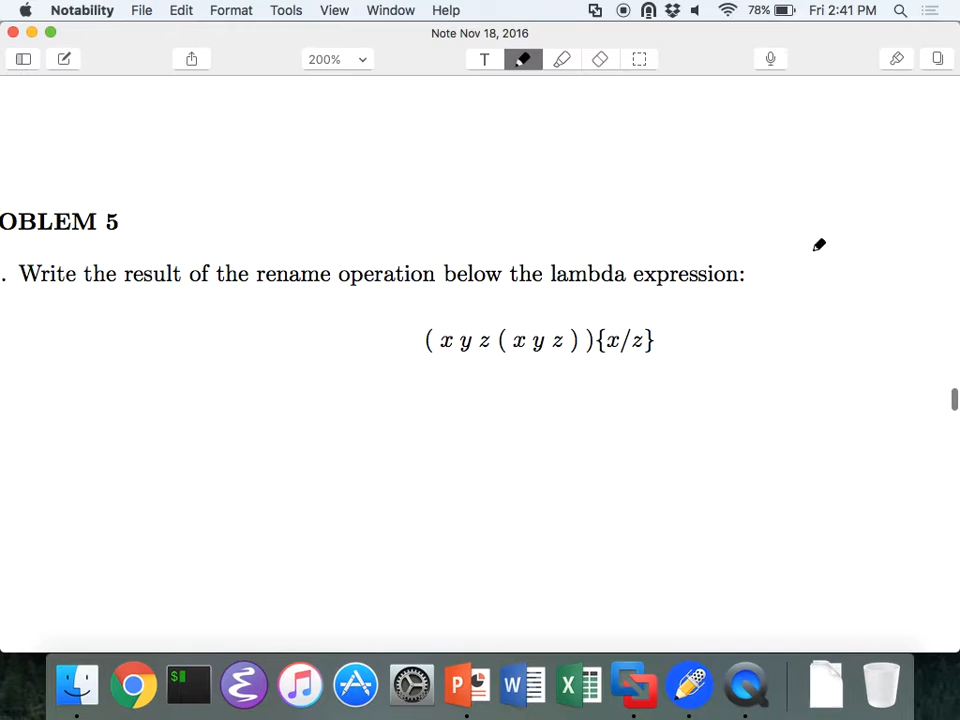 Notability File Edit Format Tools View Window Help 78% Fri 2:41 PM
Note Nov 18, 2016
200% T
OBLEM 5
. Write the result of the rename operation below the lambda expression:
( x y z ( x y z ) ){x/z}
$
P W X